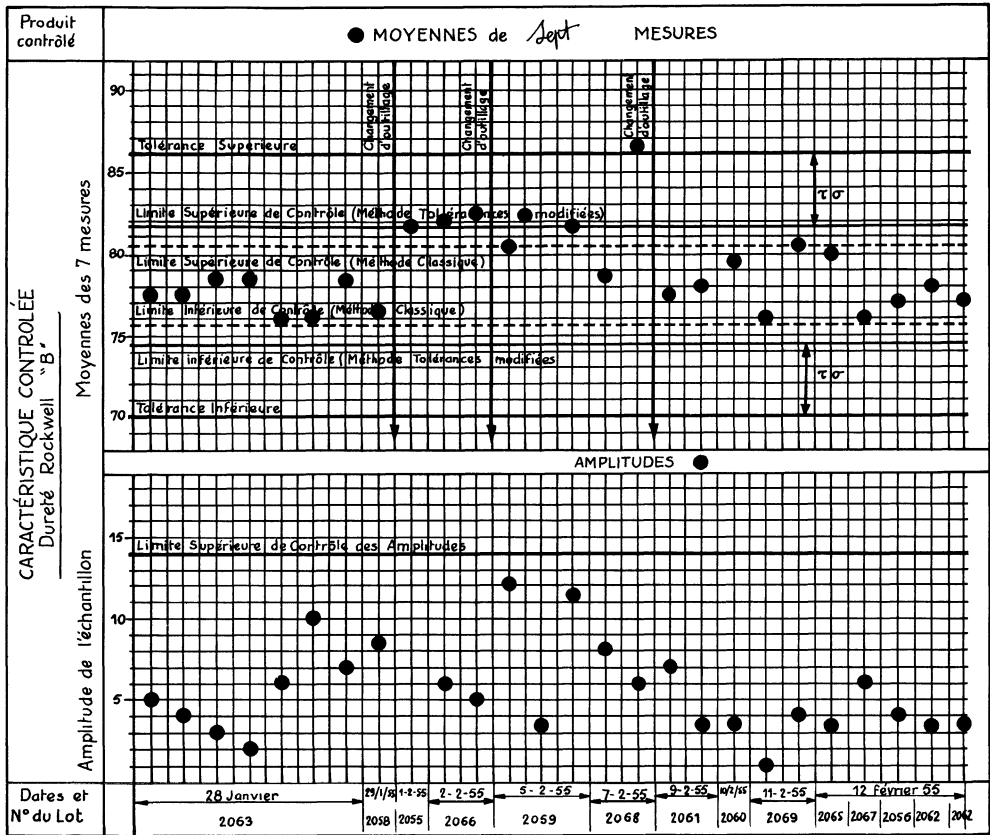 Produit
contrôlé
● MOYENNES de Sept MESURES
CARACTÉRISTIQUE CONTROLÉE
Dureté Rockwell "B"
Moyennes des 7 mesures
90
85
80
75
70
Changement
d'outillage
Changement
d'outillage
Changement
d'outillage
Tolérance Supérieure
Limite Supérieure de Contrôle (Méthode Tolérances modifiées)
Limite Supérieure de Contrôle (Méthode Classique)
Limite Inférieure de Contrôle (Méthode Classique)
Limite inférieure de Contrôle (Méthode Tolérances modifiées
Tolérance Inférieure
τσ
τσ
AMPLITUDES ●
Amplitude de l'échantillon
15
10
5
Limite Supérieure de Contrôle des Amplitudes
Dates et
N° du Lot
28 Janvier 29/1/55 1-2-55 2-2-55 5-2-55 7-2-55 9-2-55 10/2/55 11-2-55 12 février 55
2063 2058 2055 2066 2059 2068 2061 2060 2069 2065 2067 2056 2062 2062